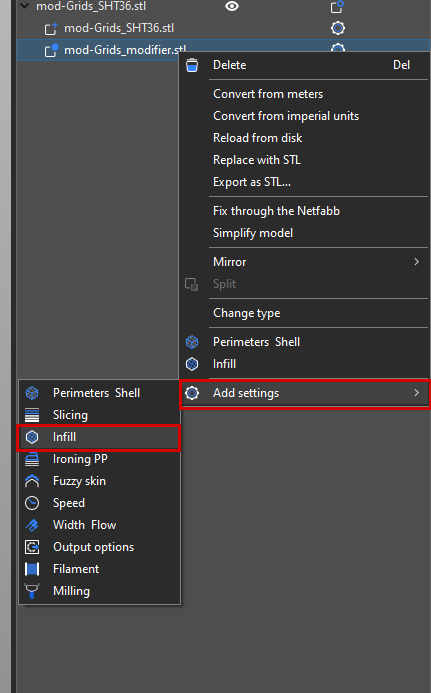 mod-Grids_SHT36.stl
mod-Grids_SHT36.stl
mod-Grids_modifier.stl
Delete Del
Convert from meters
Convert from imperial units
Reload from disk
Replace with STL
Export as STL...
Fix through the Netfabb
Simplify model
Mirror
Split
Change type
Perimeters Shell
Infill
Add settings
Perimeters Shell
Slicing
Infill
Ironing PP
Fuzzy skin
Speed
Width Flow
Output options
Filament
Milling